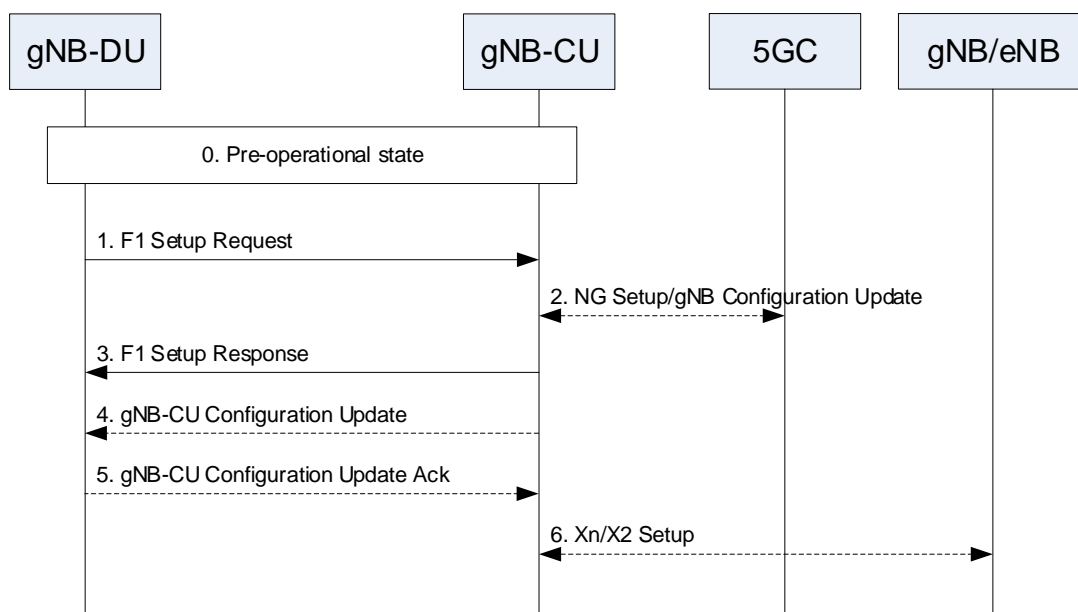 gNB-DU
gNB-CU
5GC
gNB/eNB
0. Pre-operational state
1. F1 Setup Request
2. NG Setup/gNB Configuration Update
3. F1 Setup Response
4. gNB-CU Configuration Update
5. gNB-CU Configuration Update Ack
6. Xn/X2 Setup